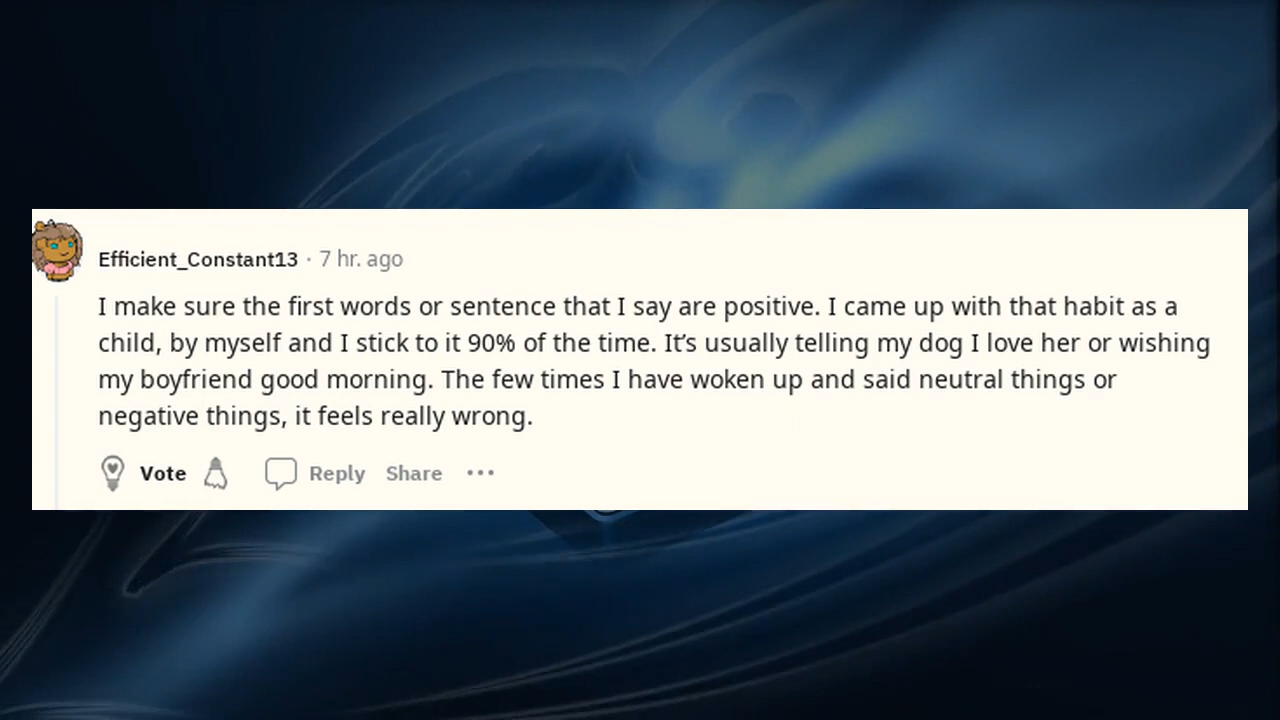 Efficient_Constant13 · 7 hr. ago
I make sure the first words or sentence that I say are positive. I came up with that habit as a
child, by myself and I stick to it 90% of the time. It’s usually telling my dog I love her or wishing
my boyfriend good morning. The few times I have woken up and said neutral things or
negative things, it feels really wrong.
Vote Reply Share ···